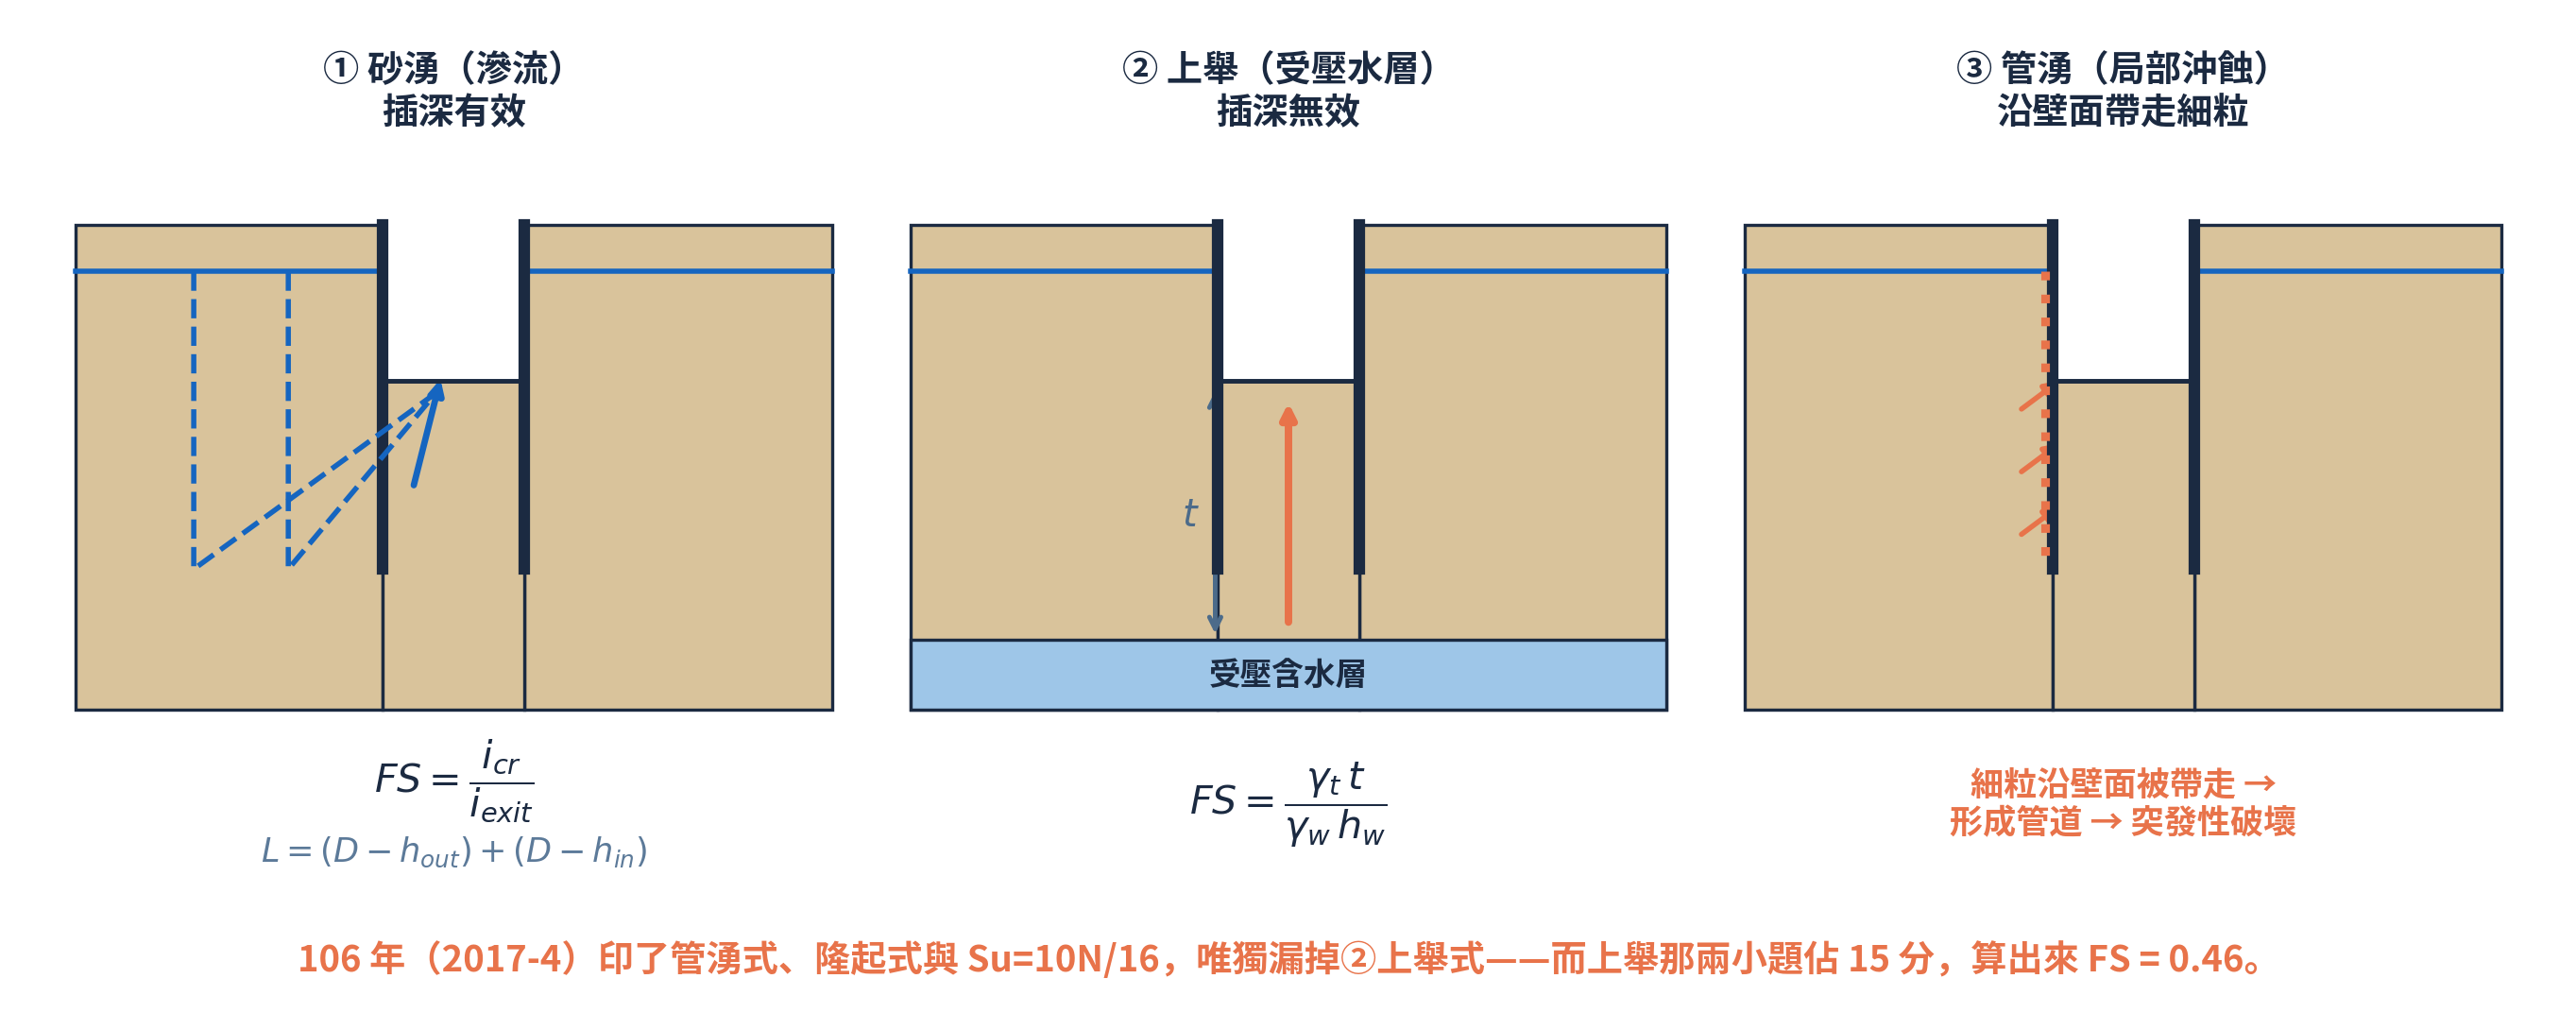 ① 砂湧（滲流）
插深有效
② 上舉（受壓水層）
插深無效
③ 管湧（局部沖蝕）
沿壁面帶走細粒
t
受壓含水層
FS = i_cr / i_exit
L = (D − h_out) + (D − h_in)
FS = γ_t t / γ_w h_w
細粒沿壁面被帶走 →
形成管道 → 突發性破壞
106 年（2017-4）印了管湧式、隆起式與 Su=10N/16，唯獨漏掉②上舉式——而上舉那兩小題佔 15 分，算出來 FS = 0.46。